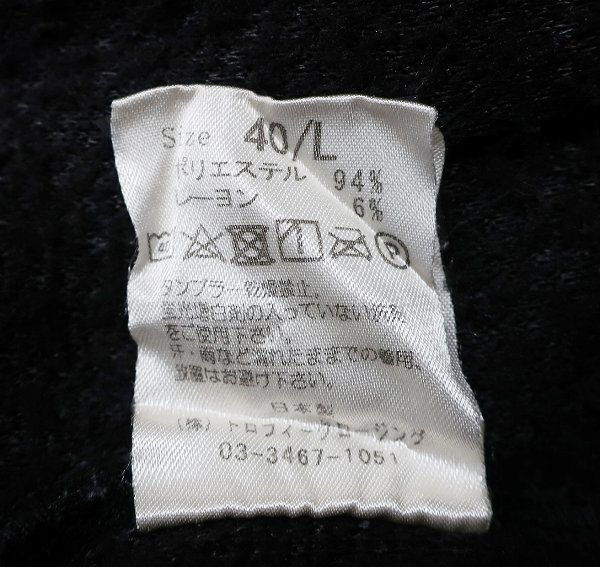 Size 40/L
ポリエステル 94%
レーヨン 6%
40 P
タンブラー乾燥禁止。
蛍光増白剤の入っていない洗剤
をご使用下さい。
汗・雨など濡れたままでの着用、
放置はお避け下さい。
日本製
(株)トロフィークロージング
03-3467-1051